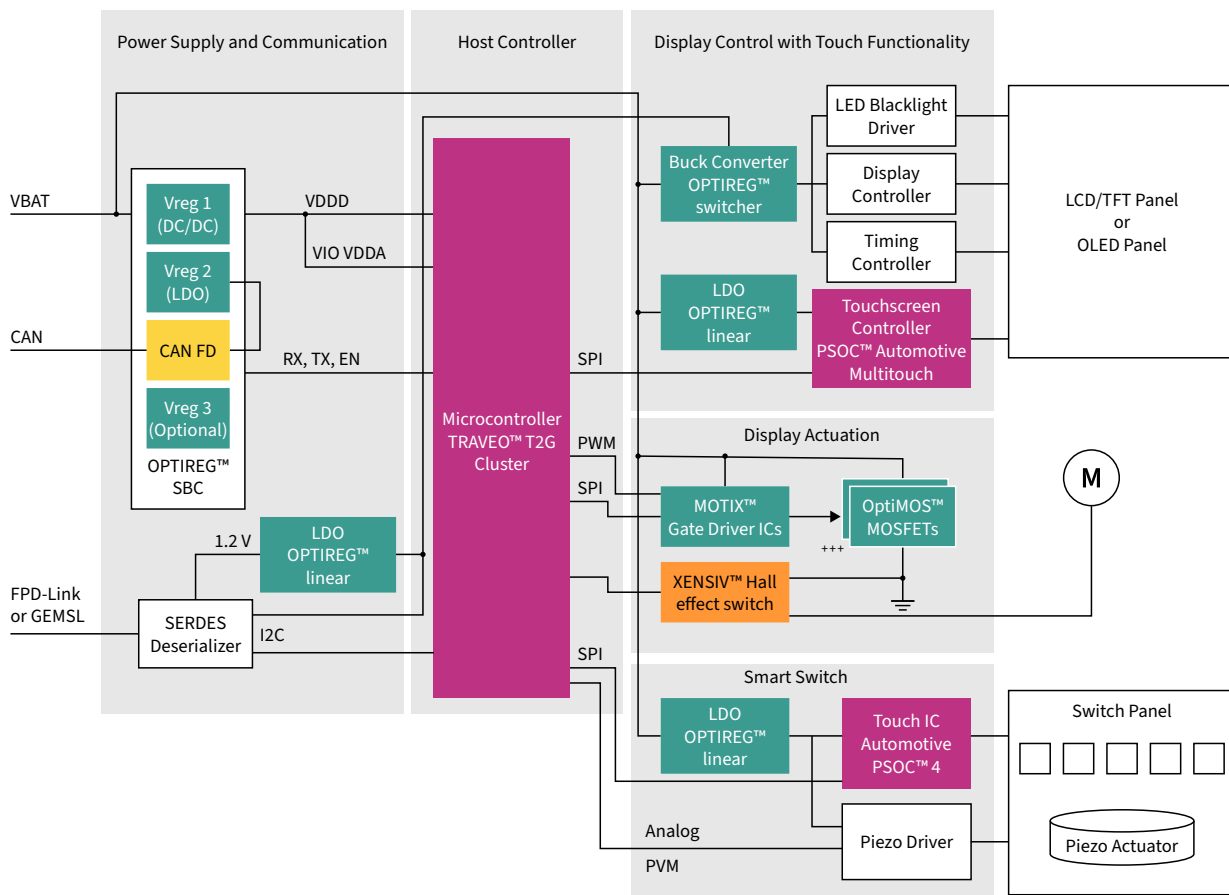 Power Supply and Communication
Host Controller
Display Control with Touch Functionality
LED Blacklight
Driver
Buck Converter
OPTIREG™
switcher
Display
Controller
LCD/TFT Panel
or
OLED Panel
VBAT
Vreg 1
(DC/DC)
VDDD
Timing
Controller
VIO VDDA
Vreg 2
(LDO)
LDO
OPTIREG™
linear
Touchscreen
Controller
PSOC™ Automotive
Multitouch
CAN
CAN FD
RX, TX, EN
SPI
Vreg 3
(Optional)
OPTIREG™
SBC
Microcontroller
TRAVEO™ T2G
Cluster
Display Actuation
PWM
SPI
MOTIX™
Gate Driver ICs
OptiMOS™
MOSFETs
+++
M
1.2 V
LDO
OPTIREG™
linear
XENSIV™ Hall
effect switch
FPD-Link
or GEMSL
SERDES
Deserializer
I2C
SPI
Smart Switch
LDO
OPTIREG™
linear
Touch IC
Automotive
PSOC™ 4
Switch Panel
Analog
PVM
Piezo Driver
Piezo Actuator